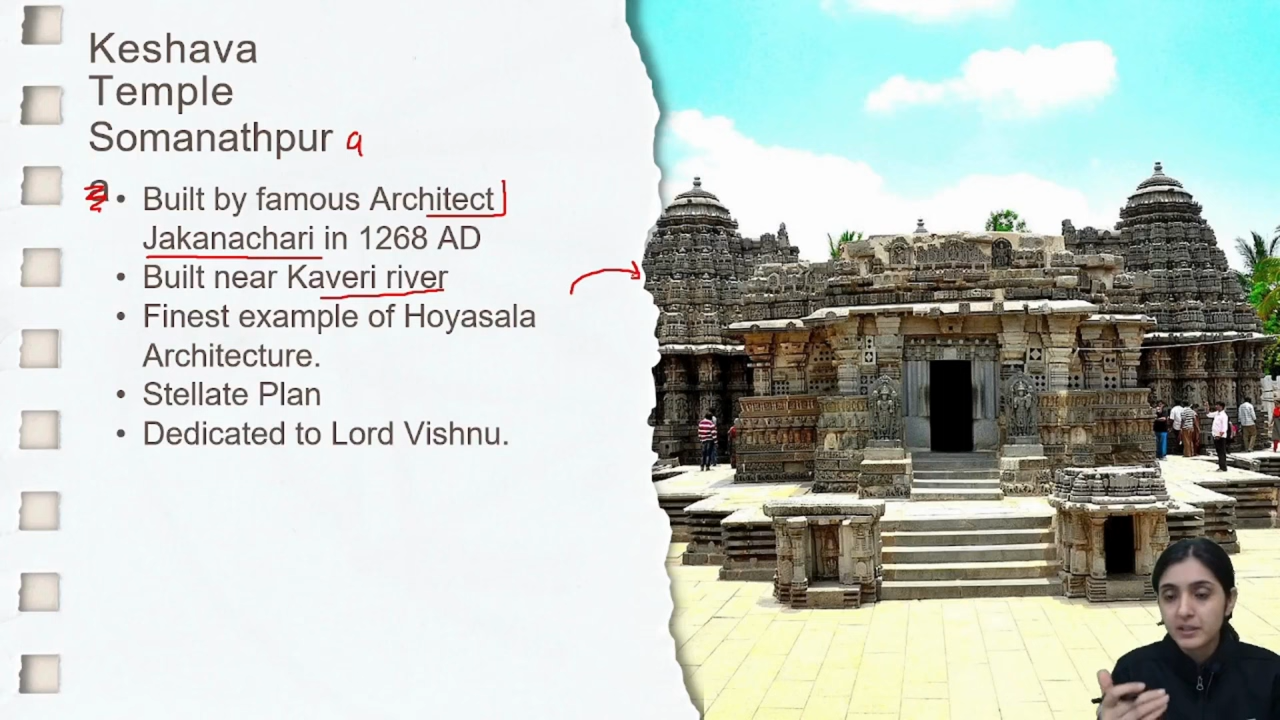 Keshava
Temple
Somanathpur a
a
• Built by famous Architect
Jakanachari in 1268 AD
• Built near Kaveri river
• Finest example of Hoyasala
Architecture.
• Stellate Plan
• Dedicated to Lord Vishnu.